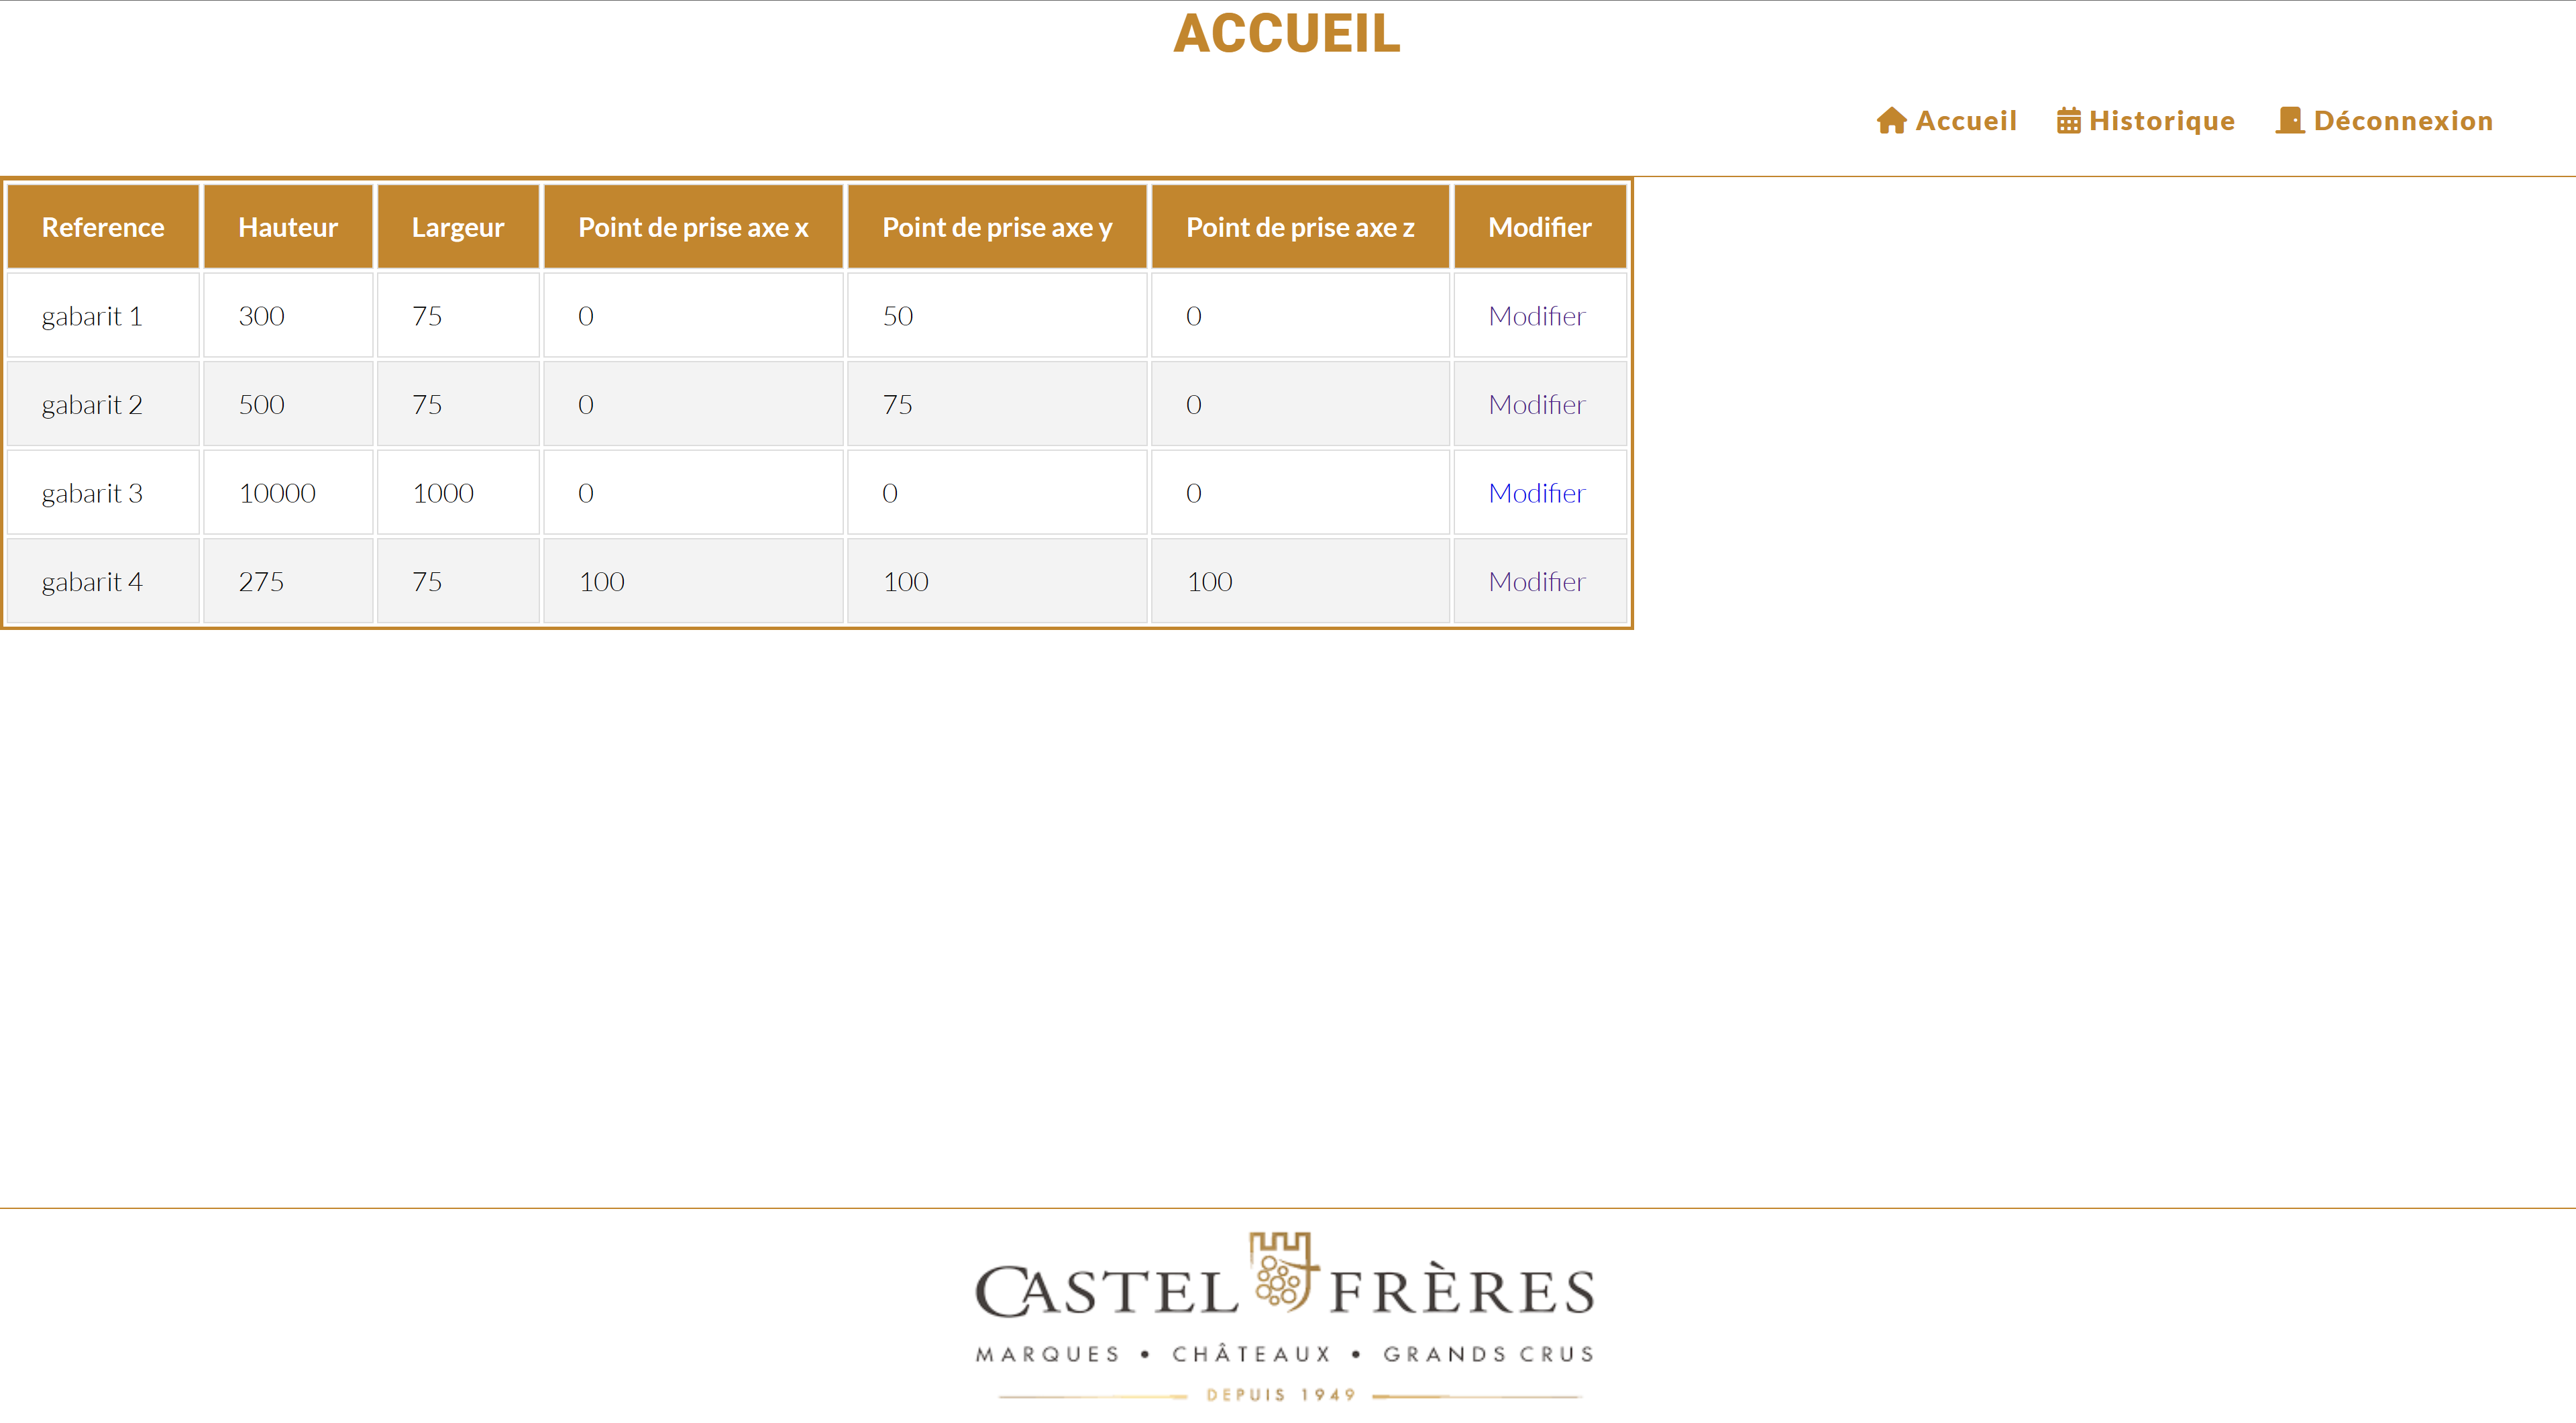 ACCUEIL
Accueil Historique Déconnexion
Reference Hauteur Largeur Point de prise axe x Point de prise axe y Point de prise axe z Modifier
gabarit 1 300 75 0 50 0 Modifier
gabarit 2 500 75 0 75 0 Modifier
gabarit 3 10000 1000 0 0 0 Modifier
gabarit 4 275 75 100 100 100 Modifier
CASTEL FRÈRES
MARQUES • CHÂTEAUX • GRANDS CRUS
DEPUIS 1949